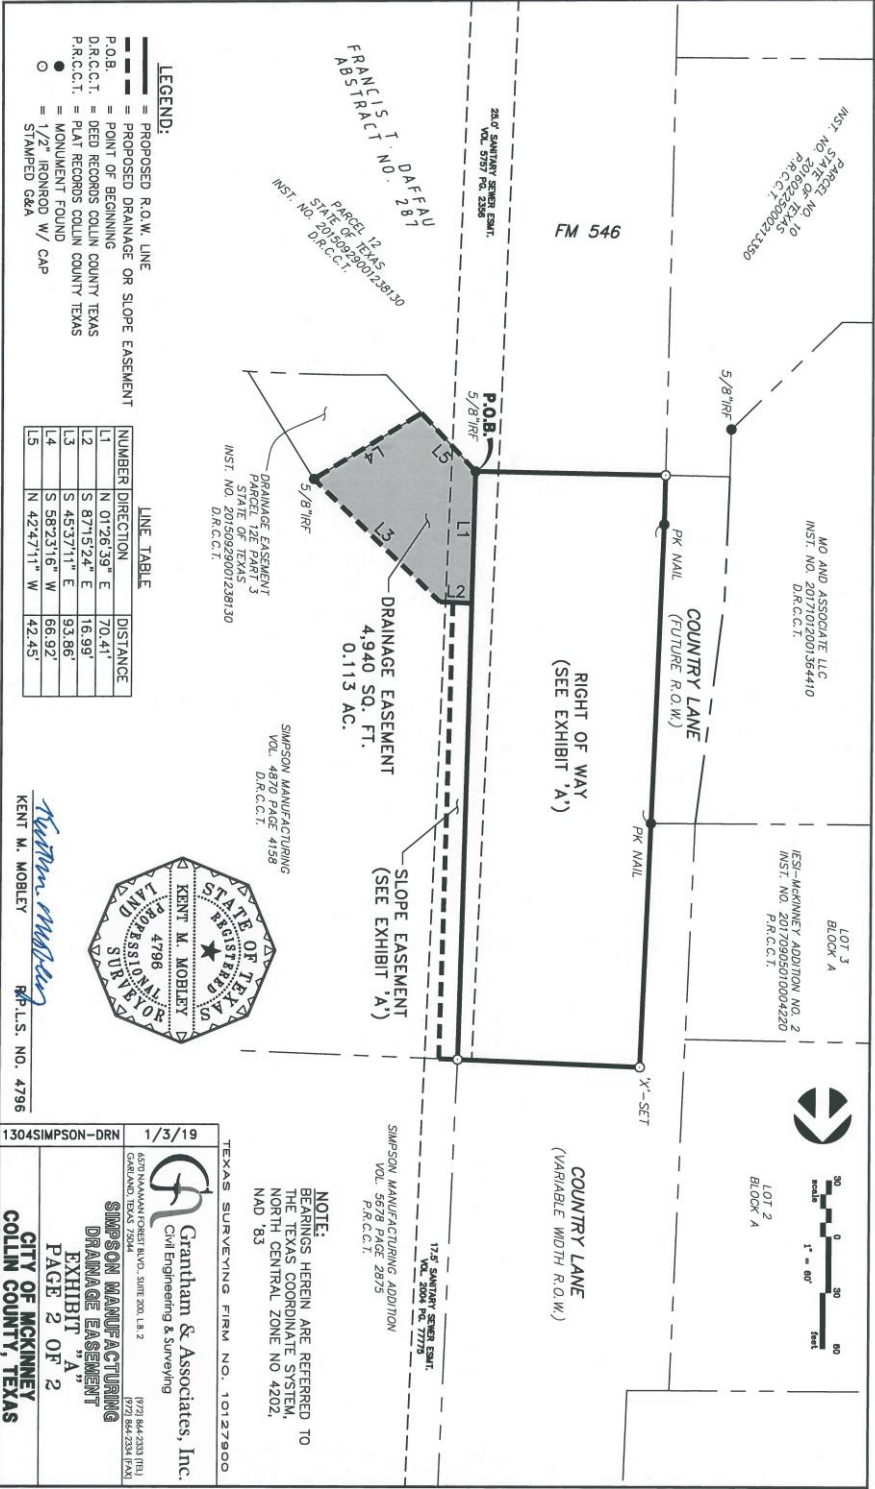 PARCEL NO. 10
STATE OF TEXAS
INST. NO. 20160225000213350
P.R.C.C.T.
FM 546
25.0' SANITARY SEWER ESMT.
VOL. 5757 PG. 2356
FRANCIS T. DAFFAU
ABSTRACT NO. 287
PARCEL 12
STATE OF TEXAS
INST. NO. 20150929001238130
D.R.C.C.T.
5/8"IRF
MO AND ASSOCIATE LLC
INST. NO. 20171012001364410
D.R.C.C.T.
LOT 3
BLOCK A
IESI-McKINNEY ADDITION NO. 2
INST. NO. 20170905010004220
P.R.C.C.T.
LOT 2
BLOCK A
30 0 30 60
scale 1" = 60' feet
PK NAIL
COUNTRY LANE
(FUTURE R.O.W.)
PK NAIL
'X'-SET
COUNTRY LANE
(VARIABLE WIDTH R.O.W.)
RIGHT OF WAY
(SEE EXHIBIT 'A')
P.O.B.
5/8"IRF
L1
L2
L3
L4
L5
5/8"IRF
DRAINAGE EASEMENT
4,940 SQ. FT.
0.113 AC.
SLOPE EASEMENT
(SEE EXHIBIT 'A')
DRAINAGE EASEMENT
PARCEL 12E PART 3
STATE OF TEXAS
INST. NO. 20150929001238130
D.R.C.C.T.
SIMPSON MANUFACTURING
VOL. 4870 PAGE 4158
D.R.C.C.T.
17.5' SANITARY SEWER ESMT.
VOL. 2004 PG. 77775
SIMPSON MANUFACTURING ADDITION
VOL. 5678 PAGE 2875
P.R.C.C.T.
LEGEND:
= PROPOSED R.O.W. LINE
= PROPOSED DRAINAGE OR SLOPE EASEMENT
P.O.B. = POINT OF BEGINNING
D.R.C.C.T. = DEED RECORDS COLLIN COUNTY TEXAS
P.R.C.C.T. = PLAT RECORDS COLLIN COUNTY TEXAS
= MONUMENT FOUND
= 1/2" IRONROD W/ CAP
STAMPED G&A
LINE TABLE
NUMBER DIRECTION DISTANCE
L1 N 01°26'39" E 70.41'
L2 S 87°15'24" E 16.99'
L3 S 45°37'11" E 93.86'
L4 S 58°23'16" W 66.92'
L5 N 42°47'11" W 42.45'
STATE OF TEXAS
REGISTERED
KENT M. MOBLEY
4796
PROFESSIONAL
LAND SURVEYOR
KENT M. MOBLEY R.P.L.S. NO. 4796
NOTE:
BEARINGS HEREIN ARE REFERRED TO
THE TEXAS COORDINATE SYSTEM,
NORTH CENTRAL ZONE NO 4202,
NAD '83
TEXAS SURVEYING FIRM NO. 10127900
1304SIMPSON-DRN 1/3/19
Grantham & Associates, Inc.
Civil Engineering & Surveying
6570 NAAMAN FOREST BLVD., SUITE 200, L.B. 2 (972) 864-2333 (TEL)
GARLAND, TEXAS 75044 (972) 864-2334 (FAX)
SIMPSON MANUFACTURING
DRAINAGE EASEMENT
EXHIBIT "A"
PAGE 2 OF 2
CITY OF MCKINNEY
COLLIN COUNTY, TEXAS